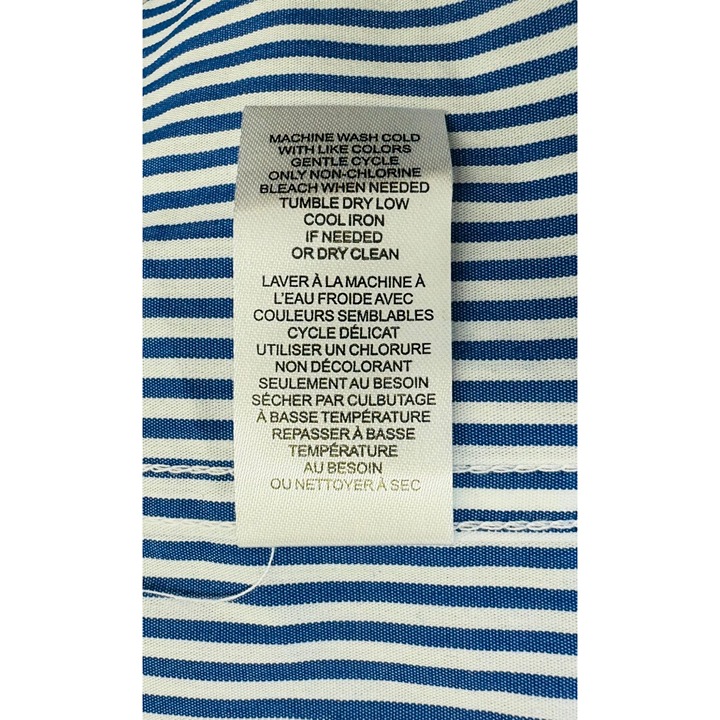 MACHINE WASH COLD
WITH LIKE COLORS
GENTLE CYCLE
ONLY NON-CHLORINE
BLEACH WHEN NEEDED
TUMBLE DRY LOW
COOL IRON
IF NEEDED
OR DRY CLEAN
LAVER À LA MACHINE À
L'EAU FROIDE AVEC
COULEURS SEMBLABLES
CYCLE DÉLICAT
UTILISER UN CHLORURE
NON DÉCOLORANT
SEULEMENT AU BESOIN
SÉCHER PAR CULBUTAGE
À BASSE TEMPÉRATURE
REPASSER À BASSE
TEMPÉRATURE
AU BESOIN
OU NETTOYER À SEC